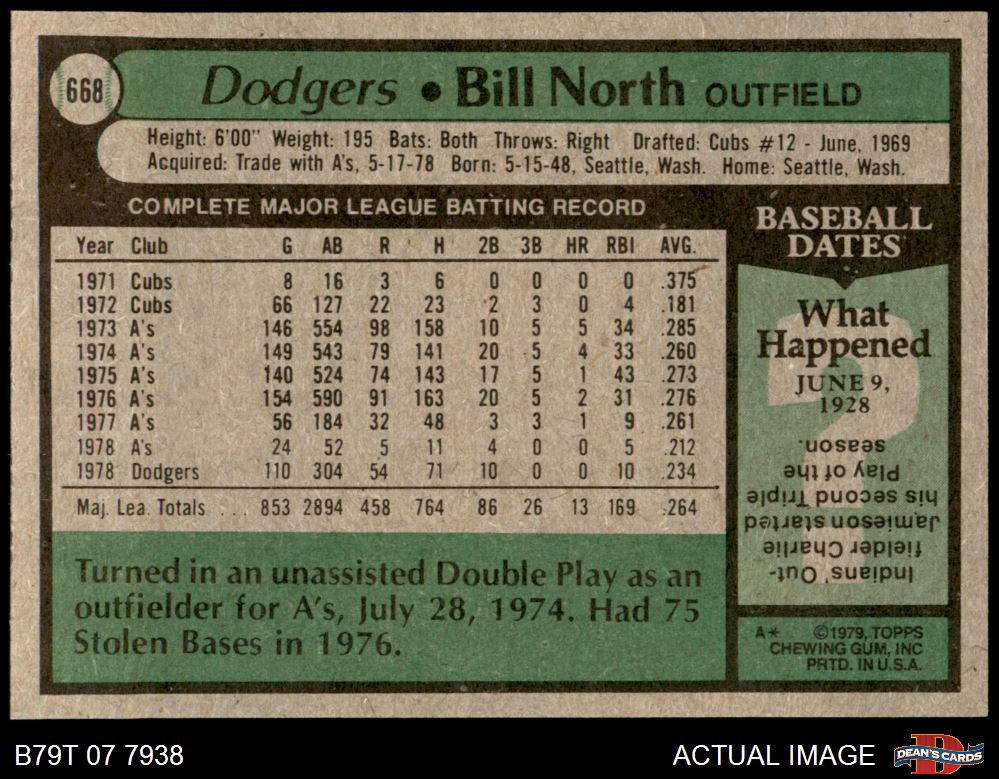 668
Dodgers • Bill North OUTFIELD
Height: 6'00" Weight: 195 Bats: Both Throws: Right Drafted: Cubs #12 - June, 1969
Acquired: Trade with A's, 5-17-78 Born: 5-15-48, Seattle, Wash. Home: Seattle, Wash.
COMPLETE MAJOR LEAGUE BATTING RECORD
Year Club G AB R H 2B 3B HR RBI AVG.
1971 Cubs 8 16 3 6 0 0 0 0 .375
1972 Cubs 66 127 22 23 2 3 0 4 .181
1973 A's 146 554 98 158 10 5 5 34 .285
1974 A's 149 543 79 141 20 5 4 33 .260
1975 A's 140 524 74 143 17 5 1 43 .273
1976 A's 154 590 91 163 20 5 2 31 .276
1977 A's 56 184 32 48 3 3 1 9 .261
1978 A's 24 52 5 11 4 0 0 5 .212
1978 Dodgers 110 304 54 71 10 0 0 10 .234
Maj. Lea. Totals ... 853 2894 458 764 86 26 13 169 .264
Turned in an unassisted Double Play as an
outfielder for A's, July 28, 1974. Had 75
Stolen Bases in 1976.
BASEBALL
DATES
What
Happened
JUNE 9,
1928
Indians' Out-
fielder Charlie
Jamieson started
his second Triple
Play of the
season.
A* ©1979, TOPPS
CHEWING GUM, INC
PRTD. IN U.S.A.
B79T 07 7938
ACTUAL IMAGE
DEAN'S CARDS